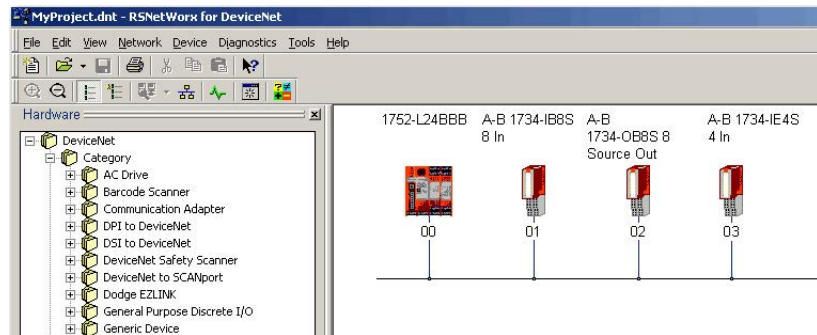 MyProject.dnt - RSNetWorx for DeviceNet
File Edit View Network Device Diagnostics Tools Help
Hardware
DeviceNet
Category
AC Drive
Barcode Scanner
Communication Adapter
DPI to DeviceNet
DSI to DeviceNet
DeviceNet Safety Scanner
DeviceNet to SCANport
Dodge EZLINK
General Purpose Discrete I/O
Generic Device
1752-L24BBB
00
A-B 1734-IB8S
8 In
01
A-B
1734-OB8S 8
Source Out
02
A-B 1734-IE4S
4 In
03